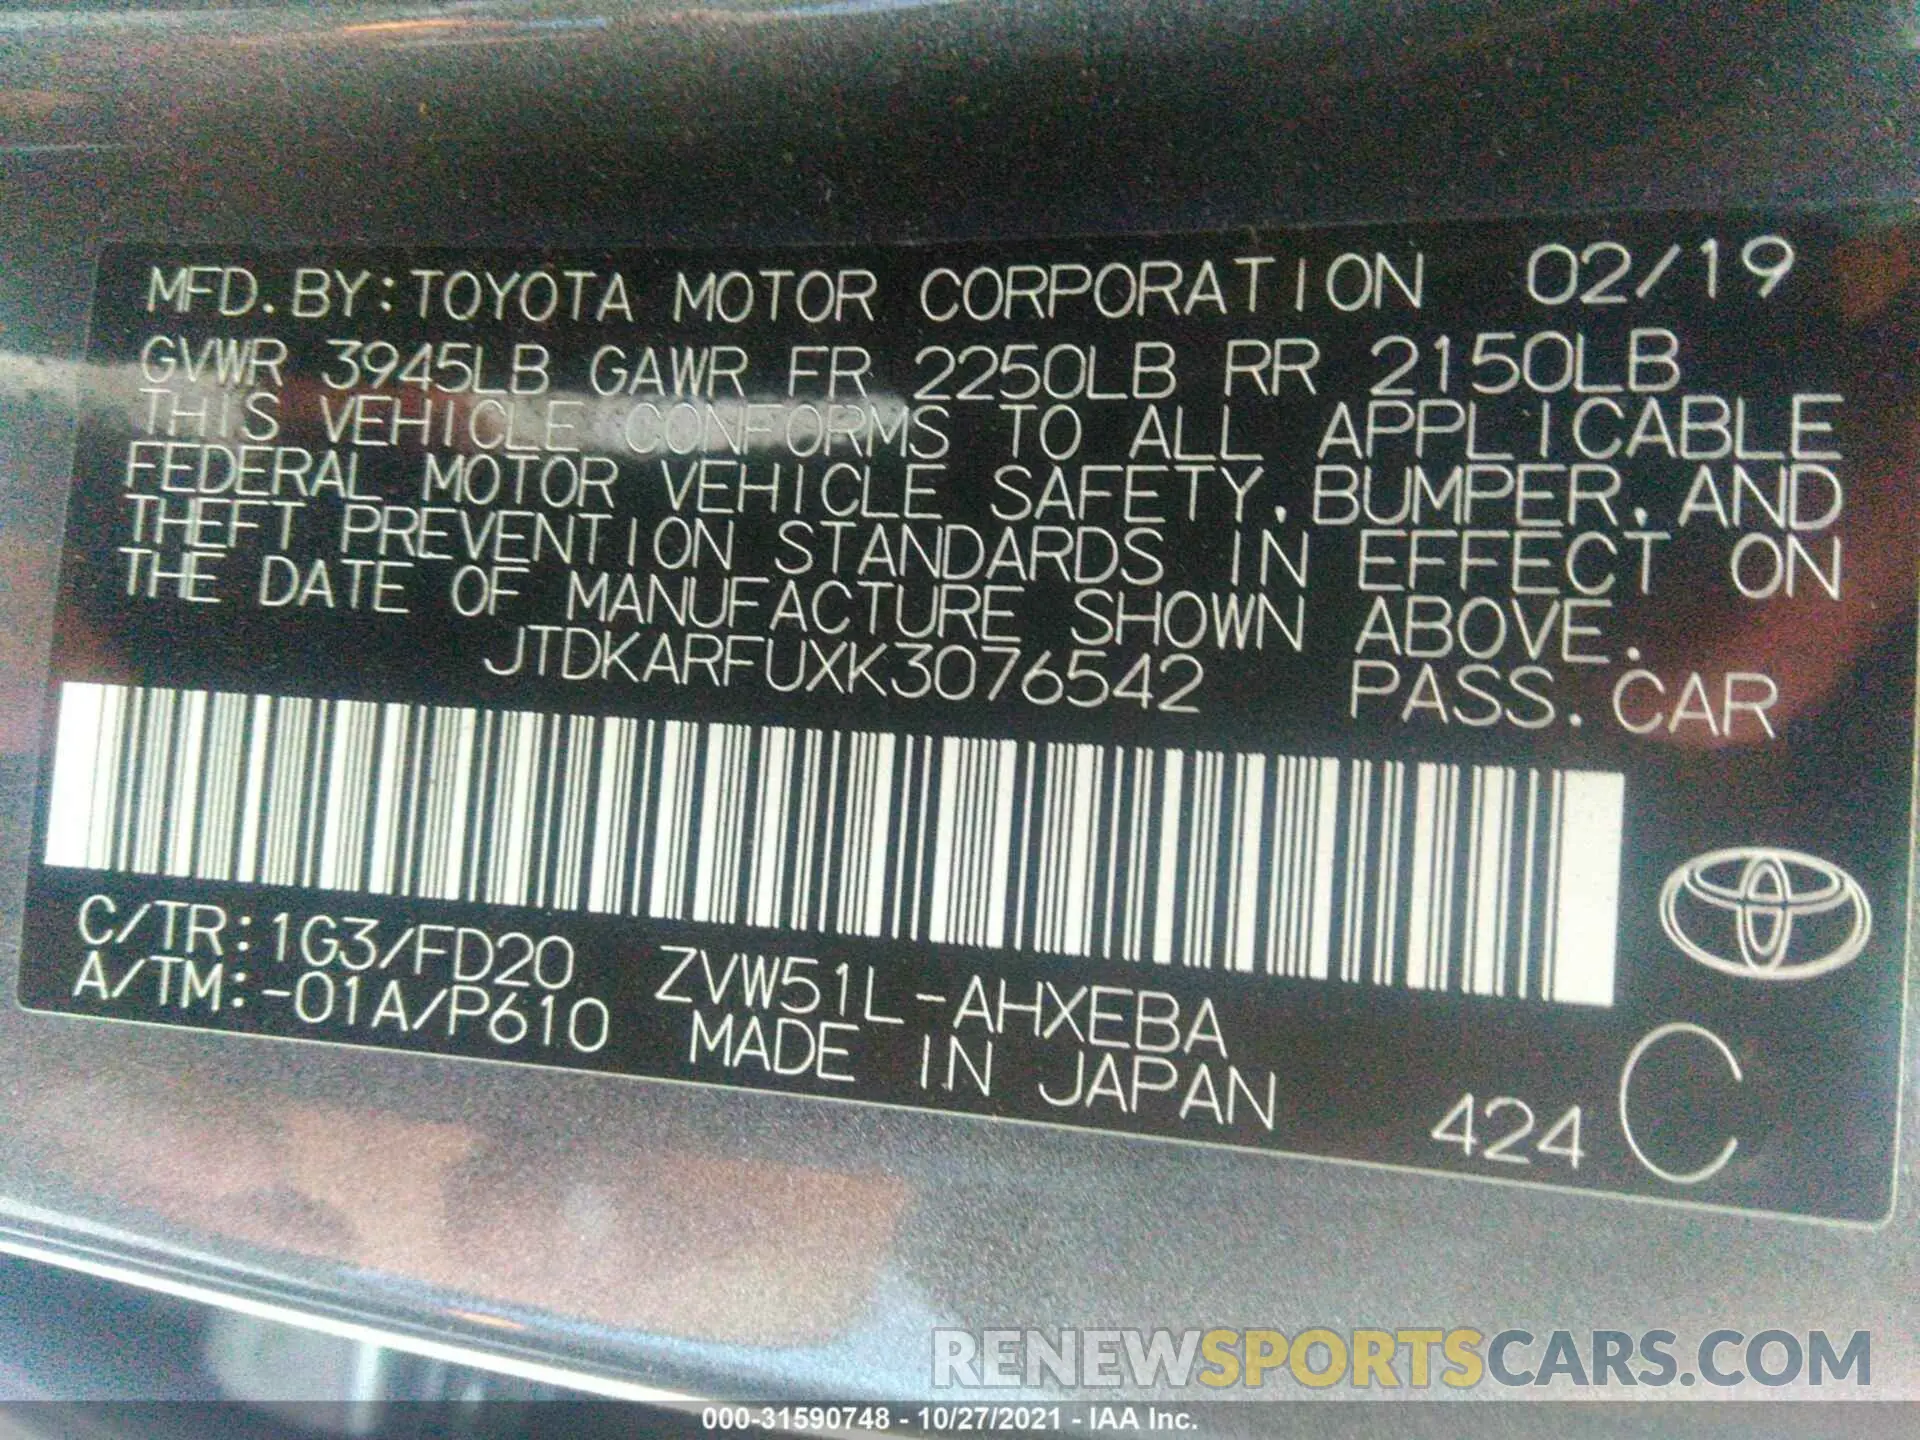 MFD. BY: TOYOTA MOTOR CORPORATION 02/19
GVWR 3945LB GAWR FR 2250LB RR 2150LB
THIS VEHICLE CONFORMS TO ALL APPLICABLE
FEDERAL MOTOR VEHICLE SAFETY, BUMPER, AND
THEFT PREVENTION STANDARDS IN EFFECT ON
THE DATE OF MANUFACTURE SHOWN ABOVE.
JTDKARFUXK3076542 PASS. CAR
C/TR: 1G3/FD20 ZVW51L-AHXEBA
A/TM: -01A/P610 MADE IN JAPAN
424 C
RENEWSPORTSCARS.COM
000-31590748 - 10/27/2021 - IAA Inc.